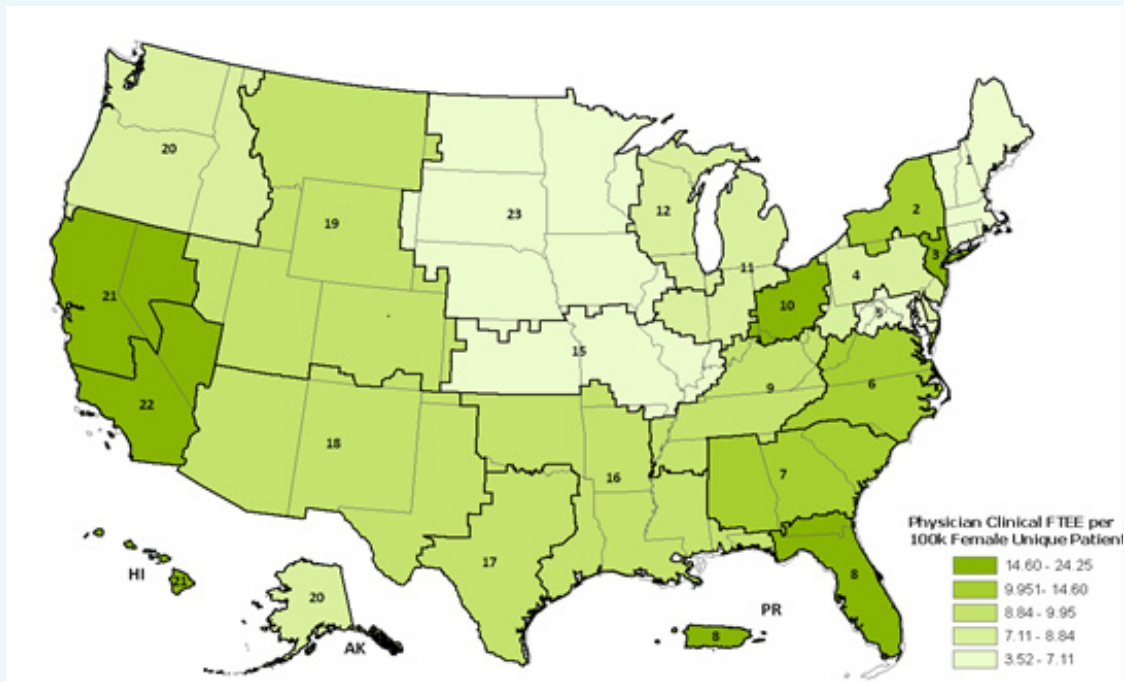 1
20
2
23
12
19
3
11
4
21
10
5
15
9
6
22
18
7
16
Physician Clinical FTEE per
100k Female Unique Patient
17
14.60 - 24.25
8
HI
21
9.951- 14.60
20
PR
8.84 - 9.95
8
7.11 - 8.84
AK
3.52 - 7.11